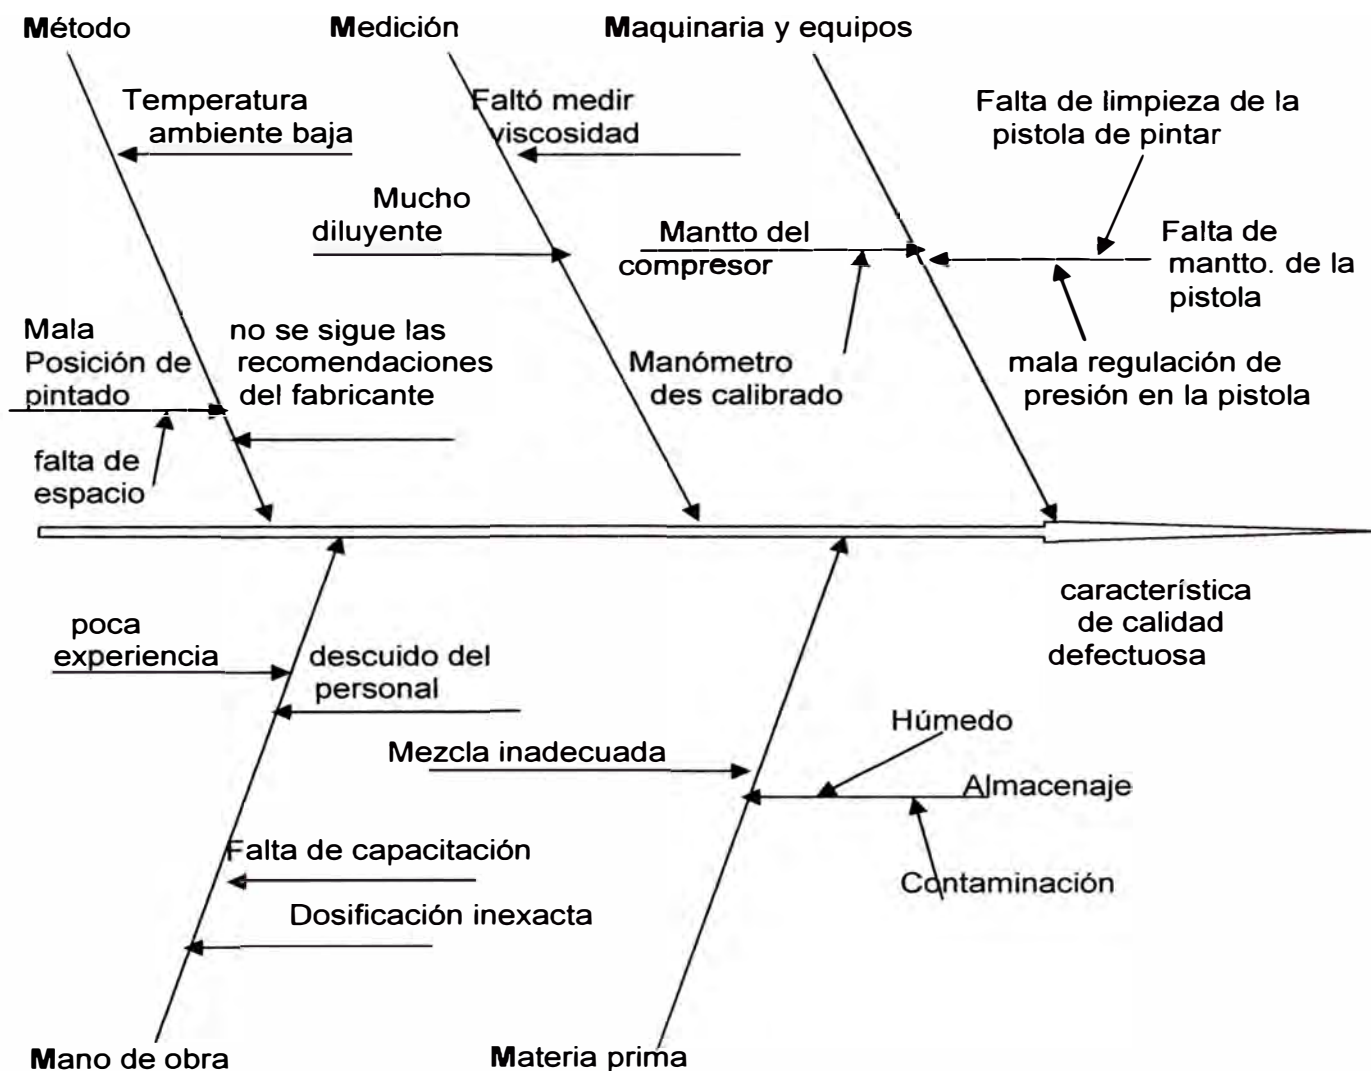 Método
Medición
Maquinaria y equipos
Temperatura
ambiente baja
Faltó medir
viscosidad
Falta de limpieza de la
pistola de pintar
Mucho
diluyente
Mantto del
compresor
Falta de
mantto. de la
pistola
Mala
Posición de
pintado
no se sigue las
recomendaciones
del fabricante
Manómetro
des calibrado
mala regulación de
presión en la pistola
falta de
espacio
característica
de calidad
defectuosa
poca
experiencia
descuido del
personal
Mezcla inadecuada
Húmedo
Almacenaje
Falta de capacitación
Contaminación
Dosificación inexacta
Mano de obra
Materia prima